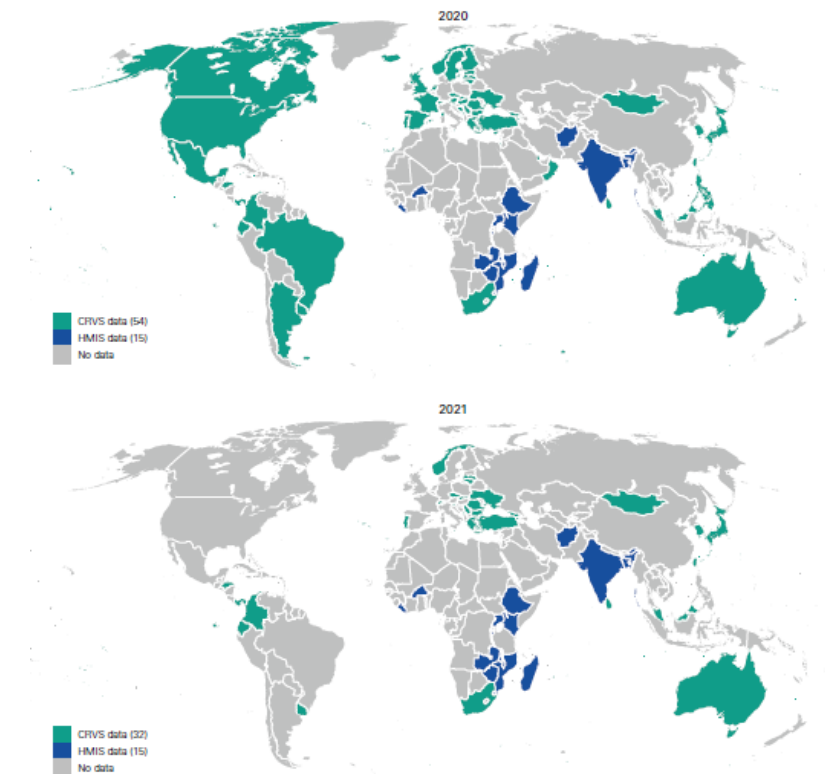 2020
CRVS data (54)
HMIS data (15)
No data
2021
CRVS data (32)
HMIS data (15)
No data